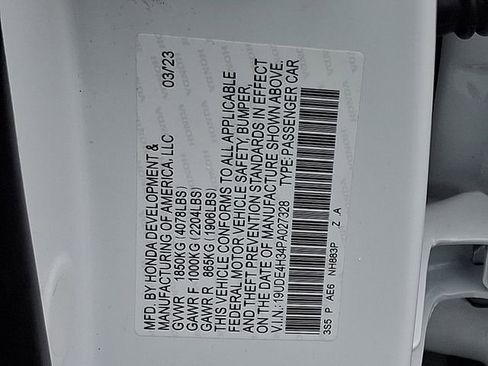 MFD. BY HONDA DEVELOPMENT &
MANUFACTURING OF AMERICA, LLC 03/23
GVWR 1850KG (4078LBS)
GAWR F 1000KG (2204LBS)
GAWR R 865KG (1906LBS)
THIS VEHICLE CONFORMS TO ALL APPLICABLE
FEDERAL MOTOR VEHICLE SAFETY, BUMPER,
AND THEFT PREVENTION STANDARDS IN EFFECT
ON THE DATE OF MANUFACTURE SHOWN ABOVE.
V.I.N.: 19UDE4H34PA027328 TYPE:PASSENGER CAR
3S5 P AE6 NH883P Z A